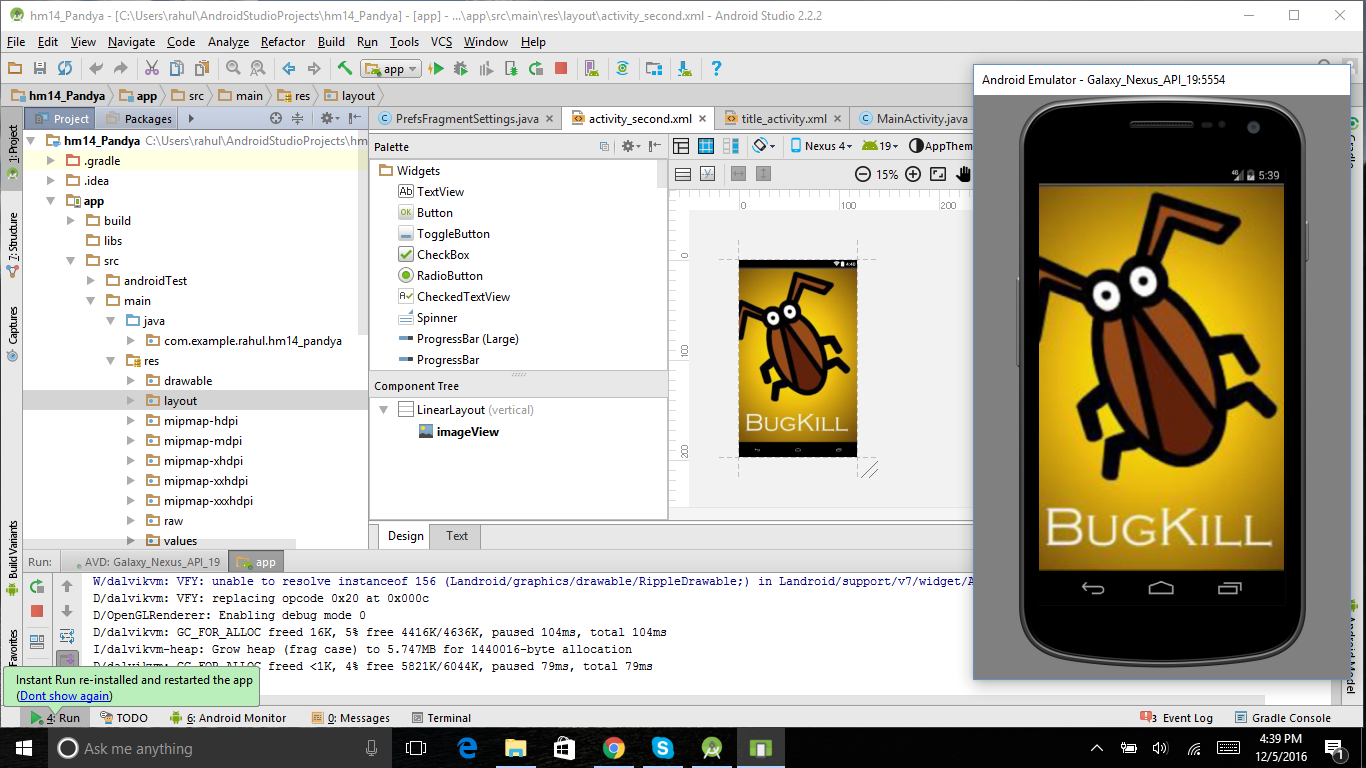 hm14_Pandya - [C:\Users\rahul\AndroidStudioProjects\hm14_Pandya] - [app] - ...\app\src\main\res\layout\activity_second.xml - Android Studio 2.2.2
File Edit View Navigate Code Analyze Refactor Build Run Tools VCS Window Help
app
hm14_Pandya app src main res layout
Project Packages
PrefsFragmentSettings.java activity_second.xml title_activity.xml MainActivity.java
1: Project
7: Structure
Captures
Build Variants
Favorites
hm14_Pandya C:\Users\rahul\AndroidStudioProjects\hm
.gradle
.idea
app
build
libs
src
androidTest
main
java
com.example.rahul.hm14_pandya
res
drawable
layout
mipmap-hdpi
mipmap-mdpi
mipmap-xhdpi
mipmap-xxhdpi
mipmap-xxxhdpi
raw
values
Palette
Widgets
Ab TextView
OK Button
ToggleButton
CheckBox
RadioButton
CheckedTextView
Spinner
ProgressBar (Large)
ProgressBar
Component Tree
LinearLayout (vertical)
imageView
Nexus 4 19 AppThem
15%
0 100 200
0
100
200
4:40
BUGKILL
Design Text
Android Emulator - Galaxy_Nexus_API_19:5554
4G 5:39
BUGKILL
Run: AVD: Galaxy_Nexus_API_19 app
W/dalvikvm: VFY: unable to resolve instanceof 156 (Landroid/graphics/drawable/RippleDrawable;) in Landroid/support/v7/widget/A
D/dalvikvm: VFY: replacing opcode 0x20 at 0x000c
D/OpenGLRenderer: Enabling debug mode 0
D/dalvikvm: GC_FOR_ALLOC freed 16K, 5% free 4416K/4636K, paused 104ms, total 104ms
I/dalvikvm-heap: Grow heap (frag case) to 5.747MB for 1440016-byte allocation
D/dalvikvm: GC_FOR_ALLOC freed <1K, 4% free 5821K/6044K, paused 79ms, total 79ms
Instant Run re-installed and restarted the app
(Dont show again)
4: Run TODO 6: Android Monitor 0: Messages Terminal 3 Event Log Gradle Console
Android Model
Ask me anything
4:39 PM
12/5/2016
1